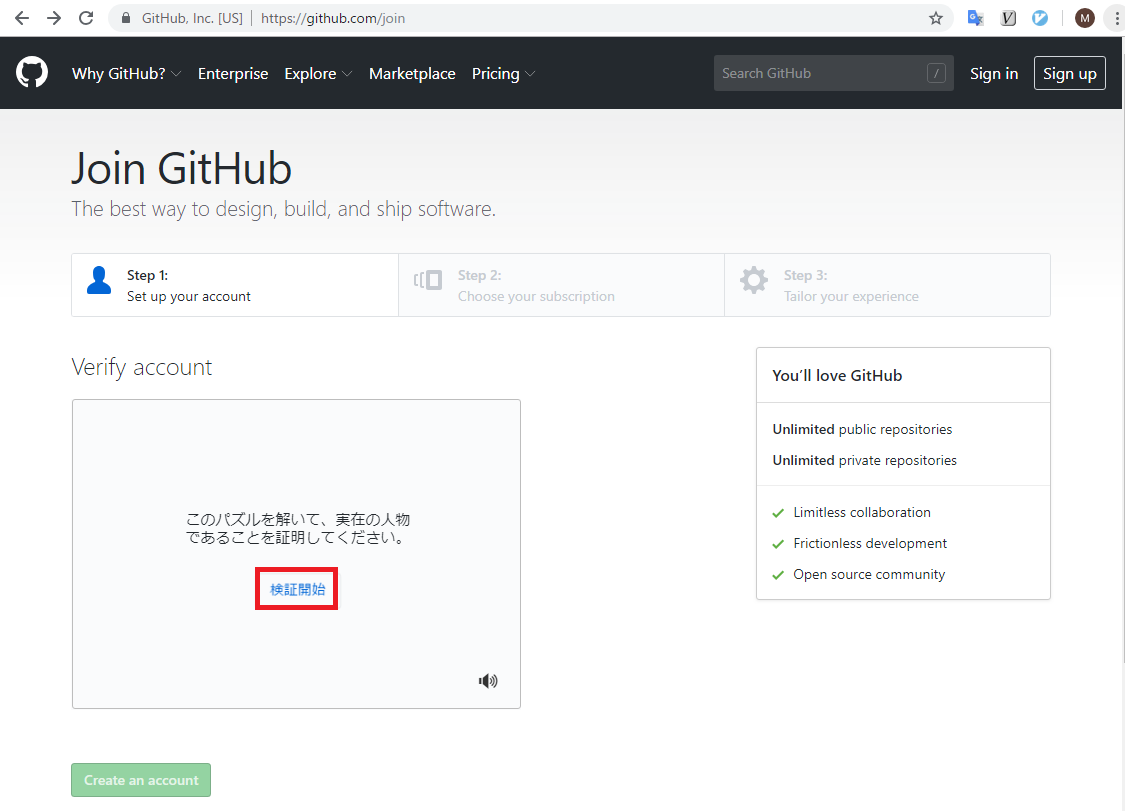 GitHub, Inc. [US] | https://github.com/join
M
Why GitHub? Enterprise Explore Marketplace Pricing Search GitHub / Sign in Sign up
Join GitHub
The best way to design, build, and ship software.
Step 1:
Set up your account
Step 2:
Choose your subscription
Step 3:
Tailor your experience
Verify account
このパズルを解いて、実在の人物
であることを証明してください。
検証開始
Create an account
You’ll love GitHub
Unlimited public repositories
Unlimited private repositories
Limitless collaboration
Frictionless development
Open source community